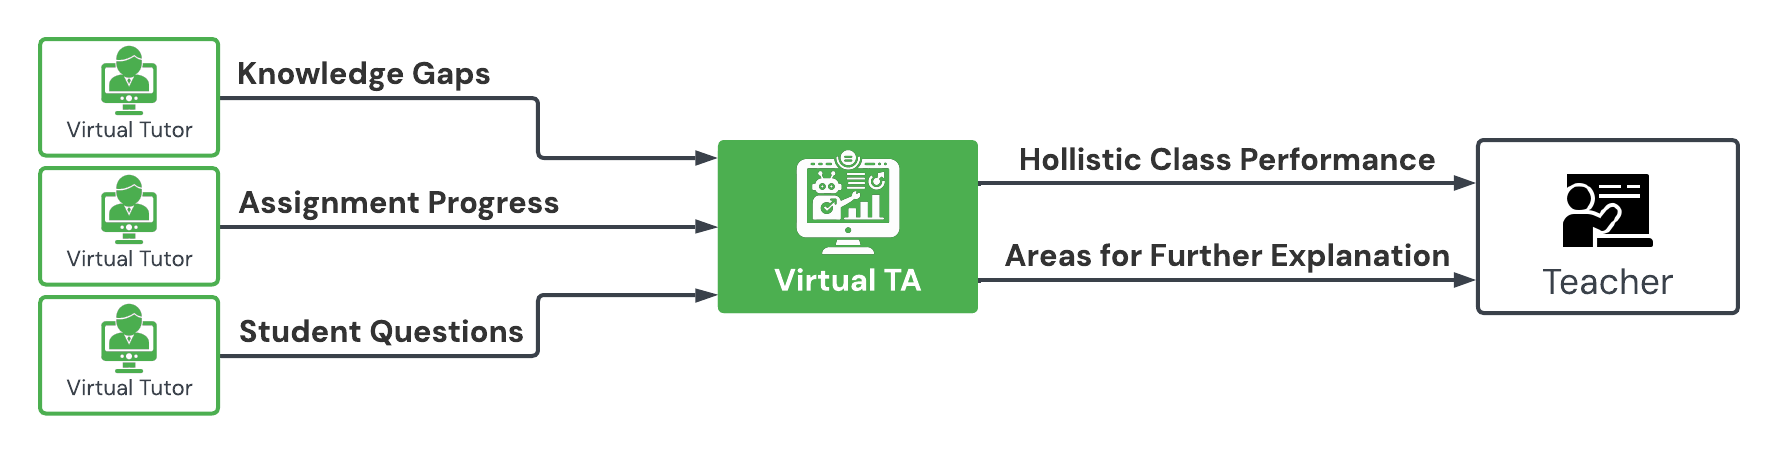 Knowledge Gaps
Virtual Tutor
Assignment Progress
Virtual Tutor
Student Questions
Virtual Tutor
Virtual TA
Hollistic Class Performance
Areas for Further Explanation
Teacher